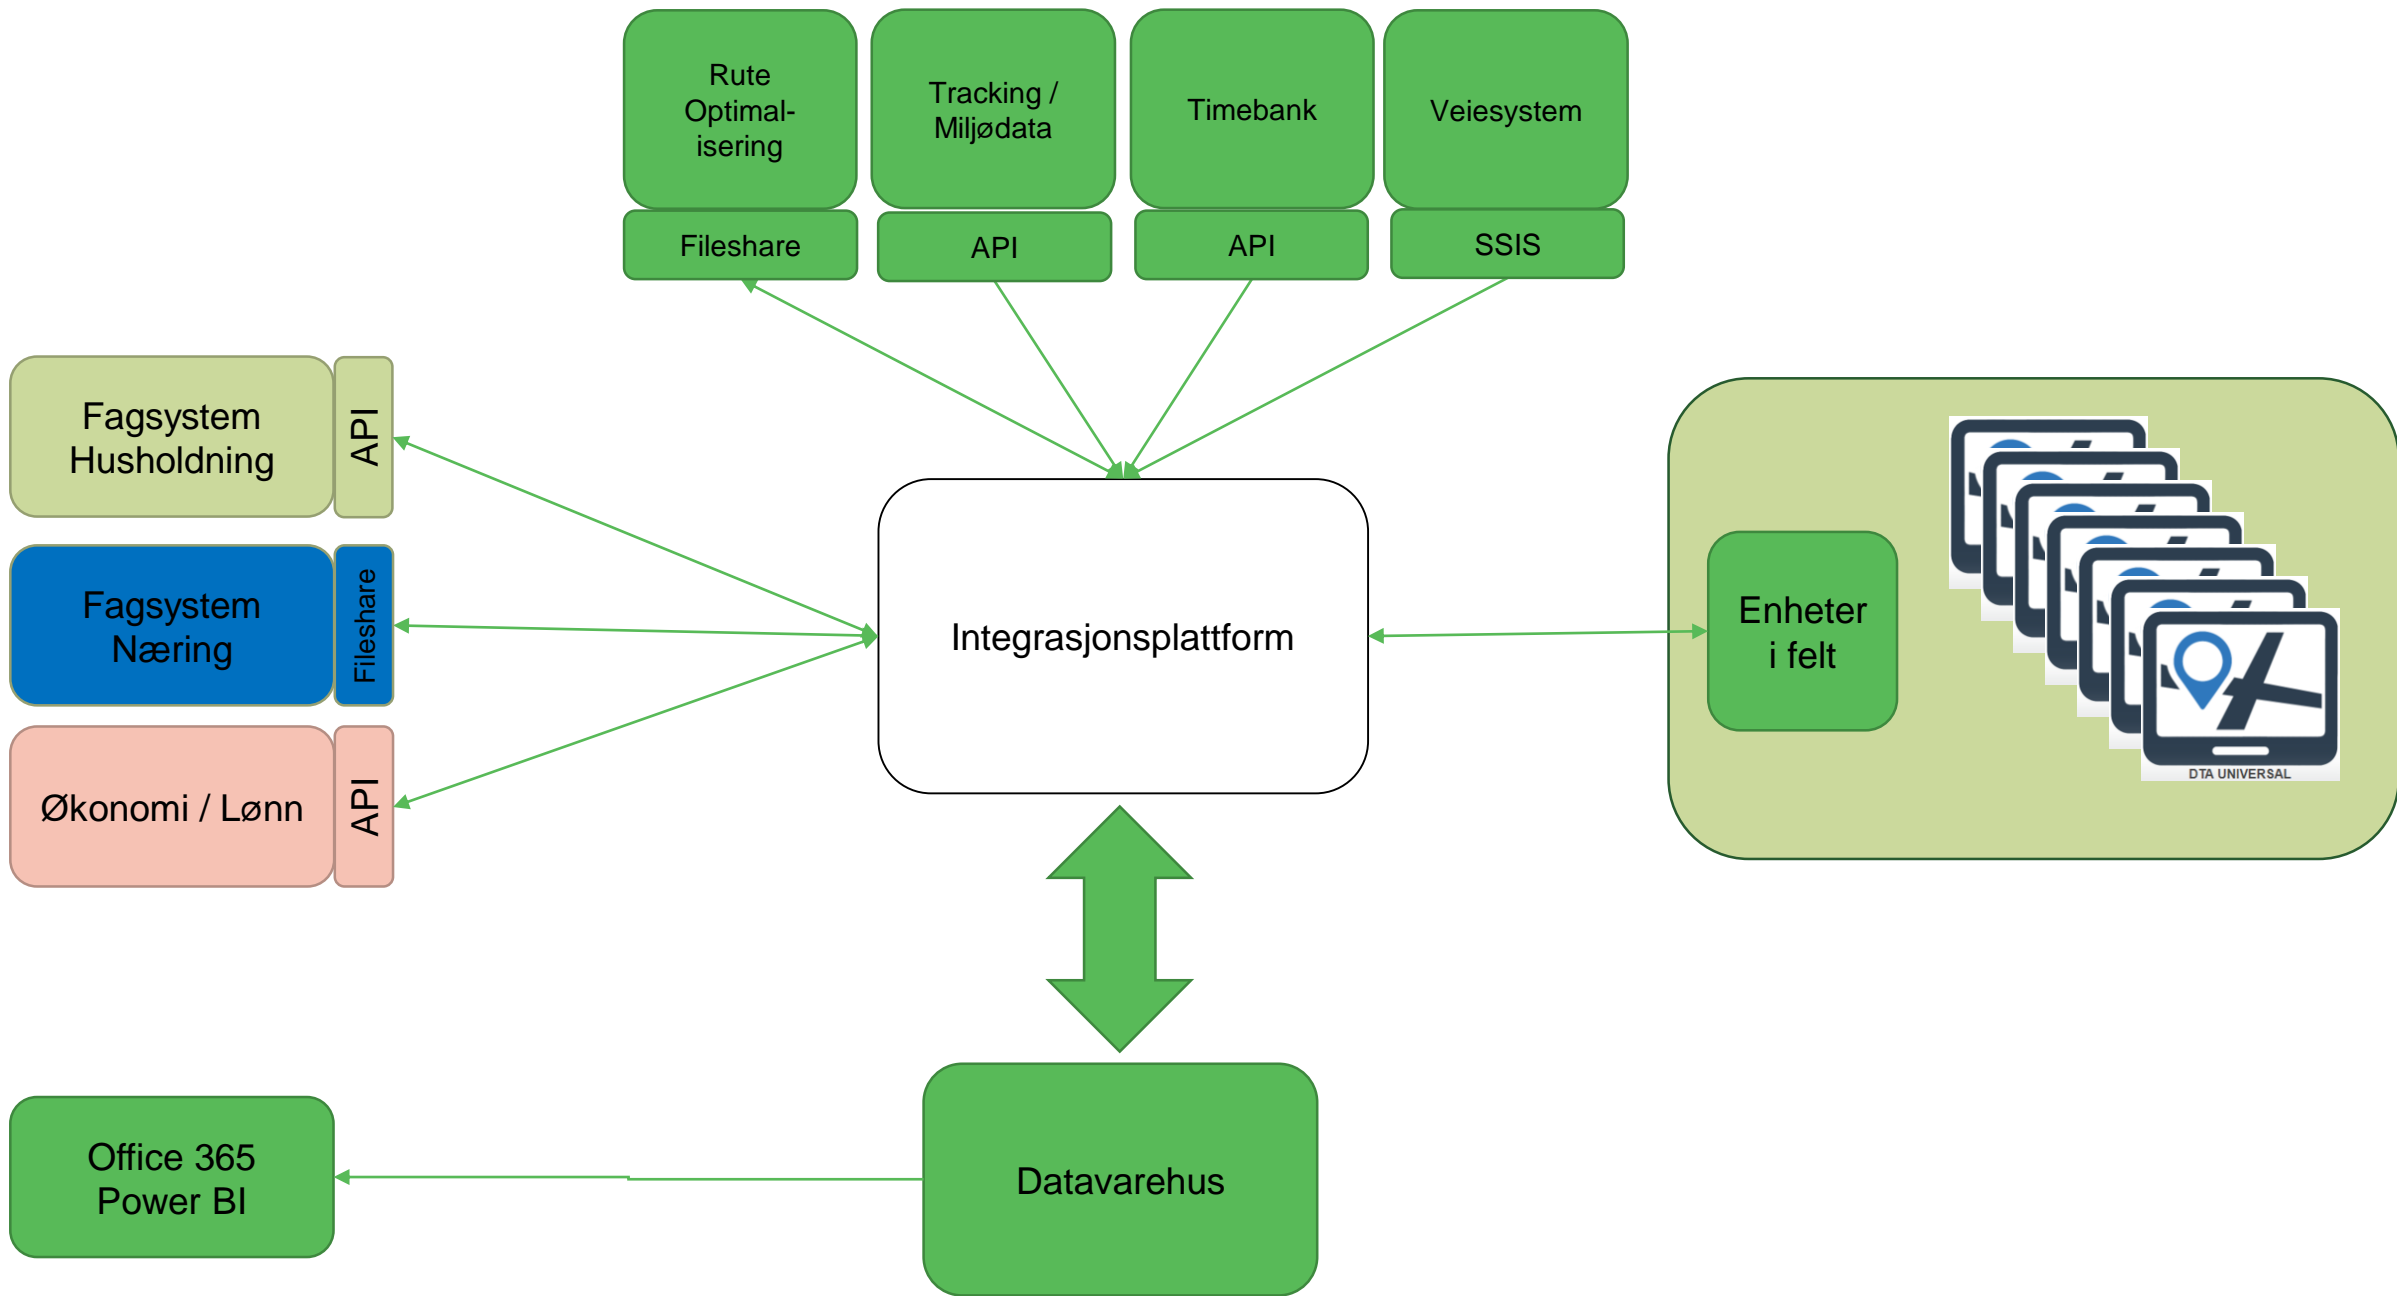 Rute
Optimal-
isering
Fileshare
Tracking /
Miljødata
API
Timebank
API
Veiesystem
SSIS
Fagsystem
Husholdning
API
Fagsystem
Næring
Fileshare
Økonomi / Lønn
API
Integrasjonsplattform
Enheter
i felt
DTA UNIVERSAL
Office 365
Power BI
Datavarehus